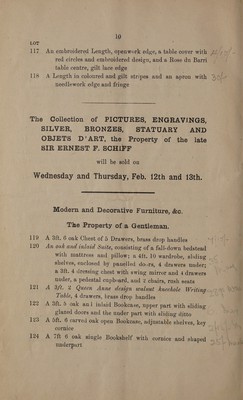 10
LOT
117 An embroidered Length, openwork edge, a table cover with
red circles and embroidered design, and a Rose du Barri
table centre, gilt lace edge
118 A Length in coloured and gilt stripes and an apron with
needlework edge and fringe
The Collection of PICTURES, ENGRAVINGS,
SILVER, BRONZES, STATUARY AND
OBJETS D'ART, the Property of the late
SIR ERNEST F. SCHIFF
will be sold on
Wednesday and Thursday, Feb. 12th and 13th.
Modern and Decorative Furniture, &c.
The Property of a Gentleman.
119 A 3ft. 6 oak Chest of 5 Drawers, brass drop handles
120 An oak and inlaid Suite, consisting of a full-down bedstead
with mattress and pillow; a 4ft. 10 wardrobe, sliding
shelves, enclosed by panelled doors, 4 drawers under;
a 3ft. 4 dressing chest with swing mirror and 4 drawers
under, a pedestal cupboard, and 2 chairs, rush seats
121 A 3ft. 2 Queen Anne design walnut kneehole Writing
Table, 4 drawers, brass drop handles
122 A 3ft. 5 oak and inlaid Bookcase, upper part with sliding
glazed doors and the under part with sliding ditto
123 A 5ft. 6 carved oak open Bookcase, adjustable shelves, key
cornice
124 A 7ft 6 oak single Bookshelf with cornice and shaped
underpart